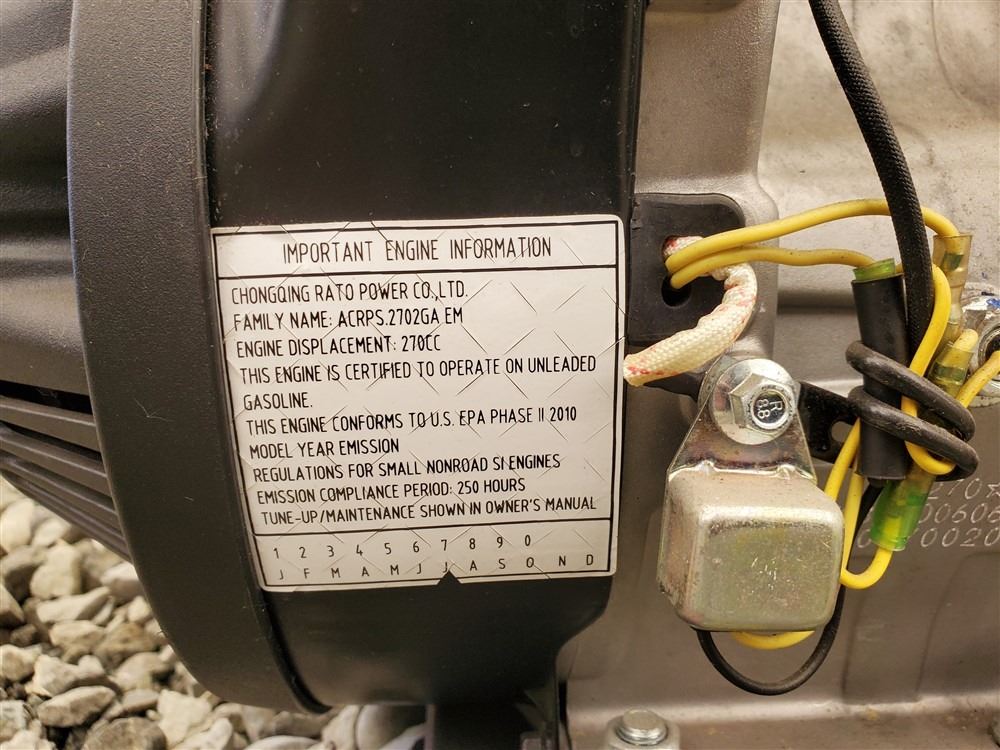 IMPORTANT ENGINE INFORMATION
CHONGQING RATO POWER CO.,LTD.
FAMILY NAME: ACRPS.2702GA EM
ENGINE DISPLACEMENT: 270CC
THIS ENGINE IS CERTIFIED TO OPERATE ON UNLEADED
GASOLINE.
THIS ENGINE CONFORMS TO U.S. EPA PHASE II 2010
MODEL YEAR EMISSION
REGULATIONS FOR SMALL NONROAD SI ENGINES
EMISSION COMPLIANCE PERIOD: 250 HOURS
TUNE-UP/MAINTENANCE SHOWN IN OWNER'S MANUAL
1 2 3 4 5 6 7 8 9 0
J F M A M J J A S O N D
R
88